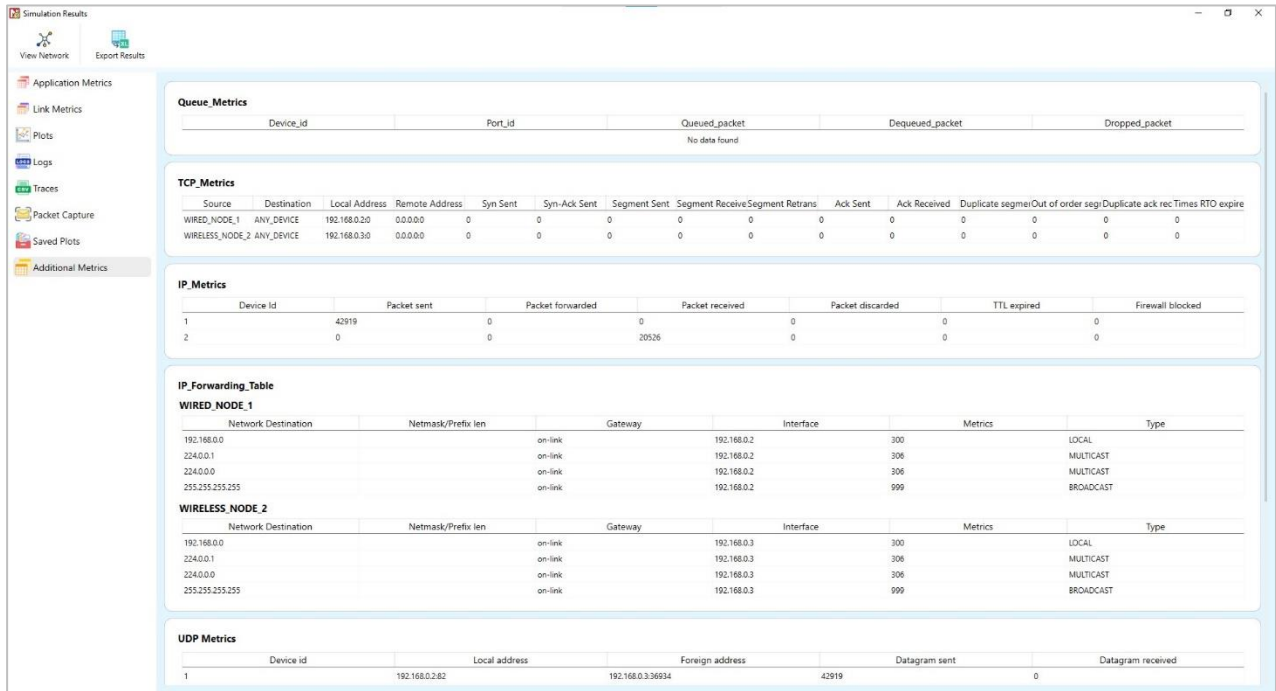 Simulation Results
View Network Export Results
Application Metrics
Link Metrics
Plots
Logs
Traces
Packet Capture
Saved Plots
Additional Metrics
Queue_Metrics
Device_id Port_id Queued_packet Dequeued_packet Dropped_packet
No data found
TCP_Metrics
Source Destination Local Address Remote Address Syn Sent Syn-Ack Sent Segment Sent Segment Receive Segment Retrans Ack Sent Ack Received Duplicate segme Out of order seg Duplicate ack rec Times RTO expire
WIRED_NODE_1 ANY_DEVICE 192.168.0.2:0 0.0.0.0:0 0 0 0 0 0 0 0 0 0 0 0
WIRELESS_NODE_2 ANY_DEVICE 192.168.0.3:0 0.0.0.0:0 0 0 0 0 0 0 0 0 0 0 0
IP_Metrics
Device Id Packet sent Packet forwarded Packet received Packet discarded TTL expired Firewall blocked
1 42919 0 0 0 0 0
2 0 0 20526 0 0 0
IP_Forwarding_Table
WIRED_NODE_1
Network Destination Netmask/Prefix len Gateway Interface Metrics Type
192.168.0.0 on-link 192.168.0.2 300 LOCAL
224.0.0.1 on-link 192.168.0.2 306 MULTICAST
224.0.0.0 on-link 192.168.0.2 306 MULTICAST
255.255.255.255 on-link 192.168.0.2 999 BROADCAST
WIRELESS_NODE_2
Network Destination Netmask/Prefix len Gateway Interface Metrics Type
192.168.0.0 on-link 192.168.0.3 300 LOCAL
224.0.0.1 on-link 192.168.0.3 306 MULTICAST
224.0.0.0 on-link 192.168.0.3 306 MULTICAST
255.255.255.255 on-link 192.168.0.3 999 BROADCAST
UDP Metrics
Device id Local address Foreign address Datagram sent Datagram received
1 192.168.0.2:82 192.168.0.3:36934 42919 0